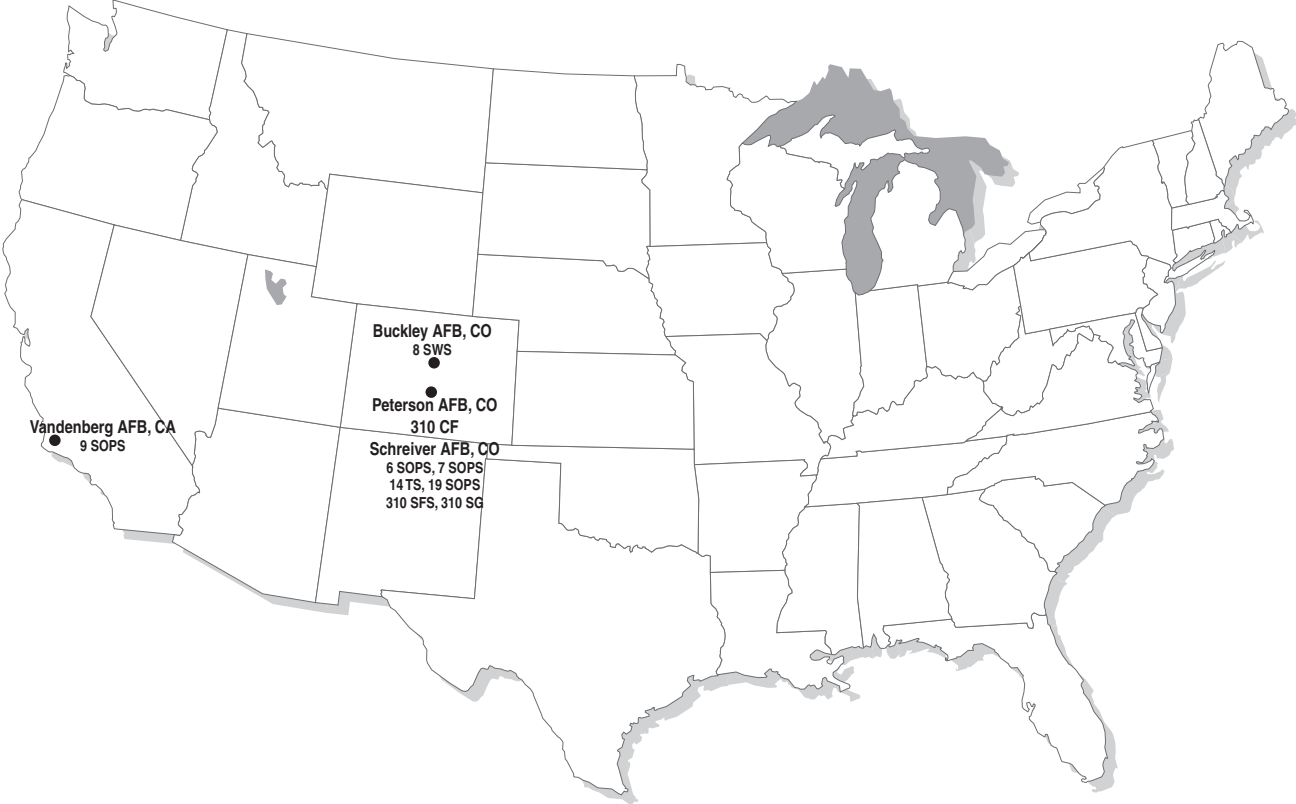 Buckley AFB, CO
8 SWS
Peterson AFB, CO
310 CF
Vandenberg AFB, CA
9 SOPS
Schreiver AFB, CO
6 SOPS, 7 SOPS
14 TS, 19 SOPS
310 SFS, 310 SG